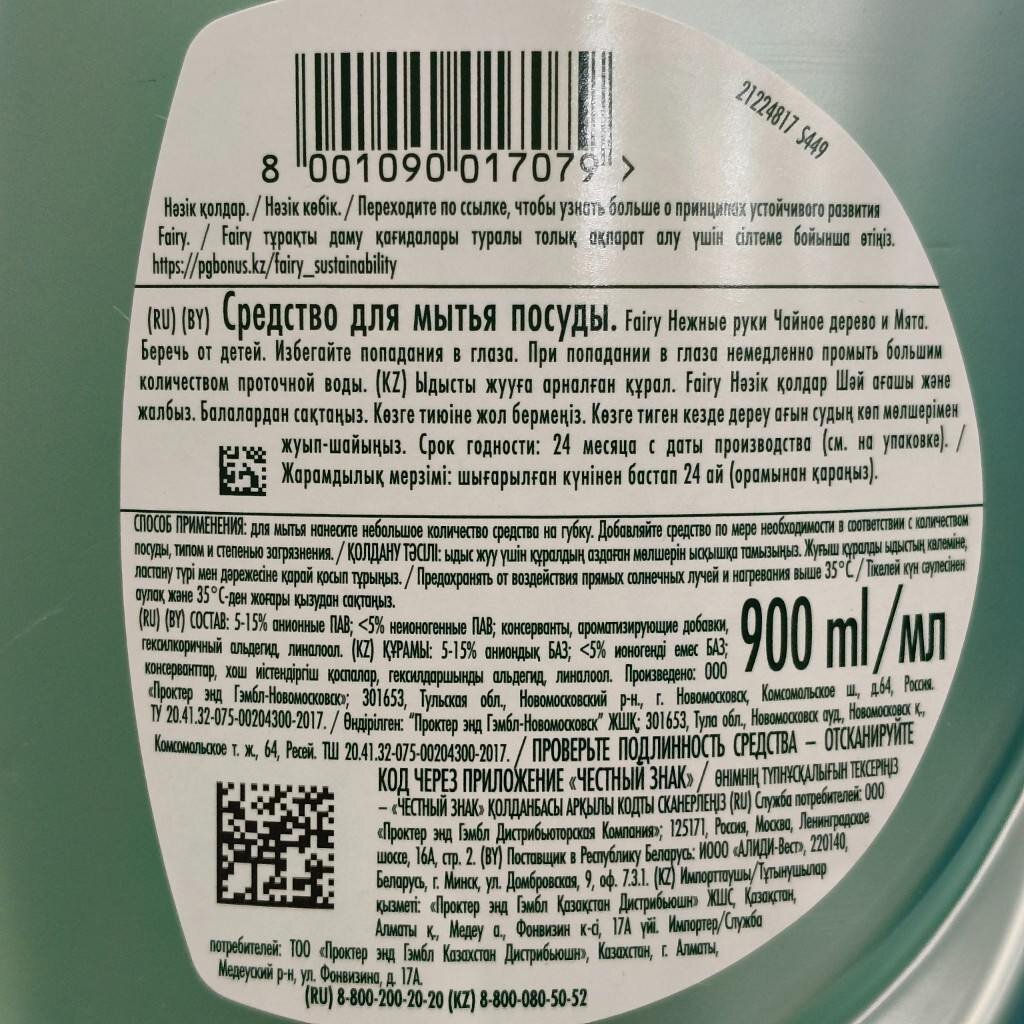 21224817 S449
8 001090 017079 >
Нәзік қолдар. / Нәзік көбік. / Переходите по ссылке, чтобы узнать больше о принципах устойчивого развития
Fairy. / Fairy тұрақты даму қағидалары туралы толық ақпарат алу үшін сілтеме бойынша өтіңіз.
https://pgbonus.kz/fairy_sustainability
(RU) (BY) Средство для мытья посуды. Fairy Нежные руки Чайное дерево и Мята.
Беречь от детей. Избегайте попадания в глаза. При попадании в глаза немедленно промыть большим
количеством проточной воды. (KZ) Ыдысты жууға арналған құрал. Fairy Нәзік қолдар Шәй ағашы және
жалбыз. Балалардан сақтаңыз. Көзге тиюіне жол бермеңіз. Көзге тиген кезде дереу ағын судың көп мөлшерімен
жуып-шайыңыз. Срок годности: 24 месяца с даты производства (см. на упаковке). /
Жарамдылық мерзімі: шығарылған күнінен бастап 24 ай (орамынан қараңыз).
СПОСОБ ПРИМЕНЕНИЯ: для мытья нанесите небольшое количество средства на губку. Добавляйте средство по мере необходимости в соответствии с количеством
посуды, типом и степенью загрязнения. / ҚОЛДАНУ ТӘСІЛІ: ыдыс жуу үшін құралдың аздаған мөлшерін ысқышқа тамызыңыз. Жуғыш құралды ыдыстың көлеміне,
ластану түрі мен дәрежесіне қарай қосып тұрыңыз. / Предохранять от воздействия прямых солнечных лучей и нагревания выше 35°C. / Тікелей күн сәулесінен
аулақ және 35°C-ден жоғары қызудан сақтаңыз.
(RU) (BY) СОСТАВ: 5-15% анионные ПАВ; <5% неионогенные ПАВ; консерванты, ароматизирующие добавки,
гексилкоричный альдегид, линалоол. (KZ) ҚҰРАМЫ: 5-15% аниондық БАЗ; <5% ионогенді емес БАЗ;
консерванттар, хош иістендіргіш қоспалар, гексилдаршынды альдегид, линалоол. Произведено: ООО
900 ml/мл
«Проктер энд Гэмбл-Новомосковск»; 301653, Тульская обл., Новомосковский р-н., г. Новомосковск, Комсомольское ш., д.64, Россия.
ТУ 20.41.32-075-00204300-2017. / Өндірілген: "Проктер энд Гэмбл-Новомосковск" ЖШҚ; 301653, Тула обл., Новомосковск ауд., Новомосковск қ.,
Комсомольское т. ж., 64, Ресей. ТШ 20.41.32-075-00204300-2017. / ПРОВЕРЬТЕ ПОДЛИННОСТЬ СРЕДСТВА – ОТСКАНИРУЙТЕ
КОД ЧЕРЕЗ ПРИЛОЖЕНИЕ «ЧЕСТНЫЙ ЗНАК» / ӨНІМНІҢ ТҮПНҰСҚАЛЫҒЫН ТЕКСЕРІҢІЗ
– «ЧЕСТНЫЙ ЗНАК» ҚОЛДАНБАСЫ АРҚЫЛЫ КОДТЫ СКАНЕРЛЕҢІЗ (RU) Служба потребителей: ООО
«Проктер энд Гэмбл Дистрибьюторская Компания»; 125171, Россия, Москва, Ленинградское
шоссе, 16А, стр. 2. (BY) Поставщик в Республику Беларусь: ИООО «АЛИДИ-Вест», 220140,
Беларусь, г. Минск, ул. Домбровская, 9, оф. 7.3.1. (KZ) Импорттаушы/Тұтынушылар
қызметі: «Проктер энд Гэмбл Қазақстан Дистрибьюшн» ЖШС, Қазақстан,
Алматы қ., Медеу а., Фонвизин к-сі, 17А үйі. Импортер/Служба
потребителей: ТОО «Проктер энд Гэмбл Казахстан Дистрибьюшн», Казахстан, г. Алматы,
Медеуский р-н, ул. Фонвизина, д. 17А.
(RU) 8-800-200-20-20 (KZ) 8-800-080-50-52